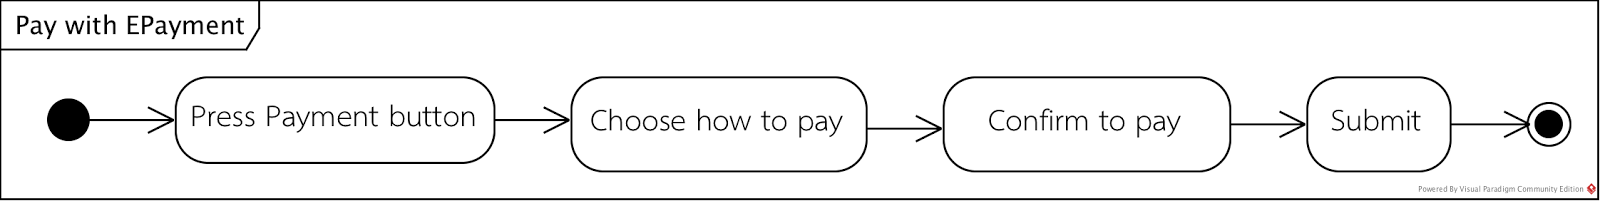 Pay with EPayment
Press Payment button
Choose how to pay
Confirm to pay
Submit
Powered By Visual Paradigm Community Edition